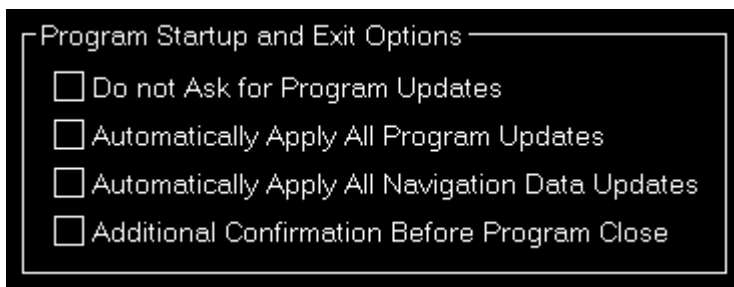 Program Startup and Exit Options
Do not Ask for Program Updates
Automatically Apply All Program Updates
Automatically Apply All Navigation Data Updates
Additional Confirmation Before Program Close